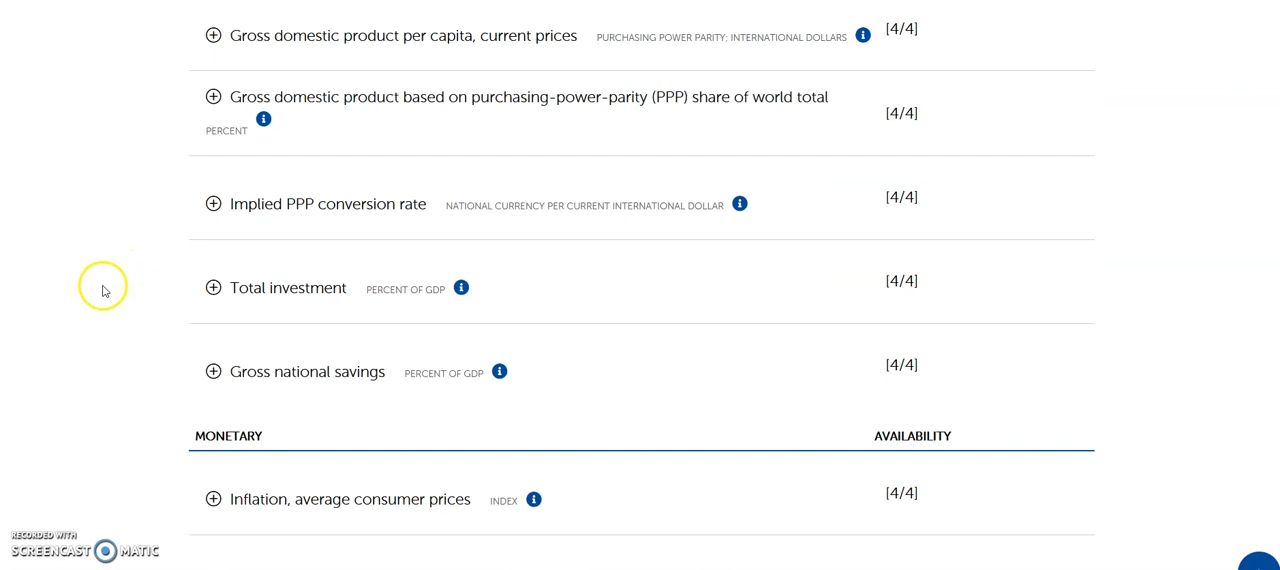 Gross domestic product per capita, current prices PURCHASING POWER PARITY; INTERNATIONAL DOLLARS [4/4]
Gross domestic product based on purchasing-power-parity (PPP) share of world total
PERCENT [4/4]
Implied PPP conversion rate NATIONAL CURRENCY PER CURRENT INTERNATIONAL DOLLAR [4/4]
Total investment PERCENT OF GDP [4/4]
Gross national savings PERCENT OF GDP [4/4]
MONETARY AVAILABILITY
Inflation, average consumer prices INDEX [4/4]
RECORDED WITH
SCREENCAST MATIC